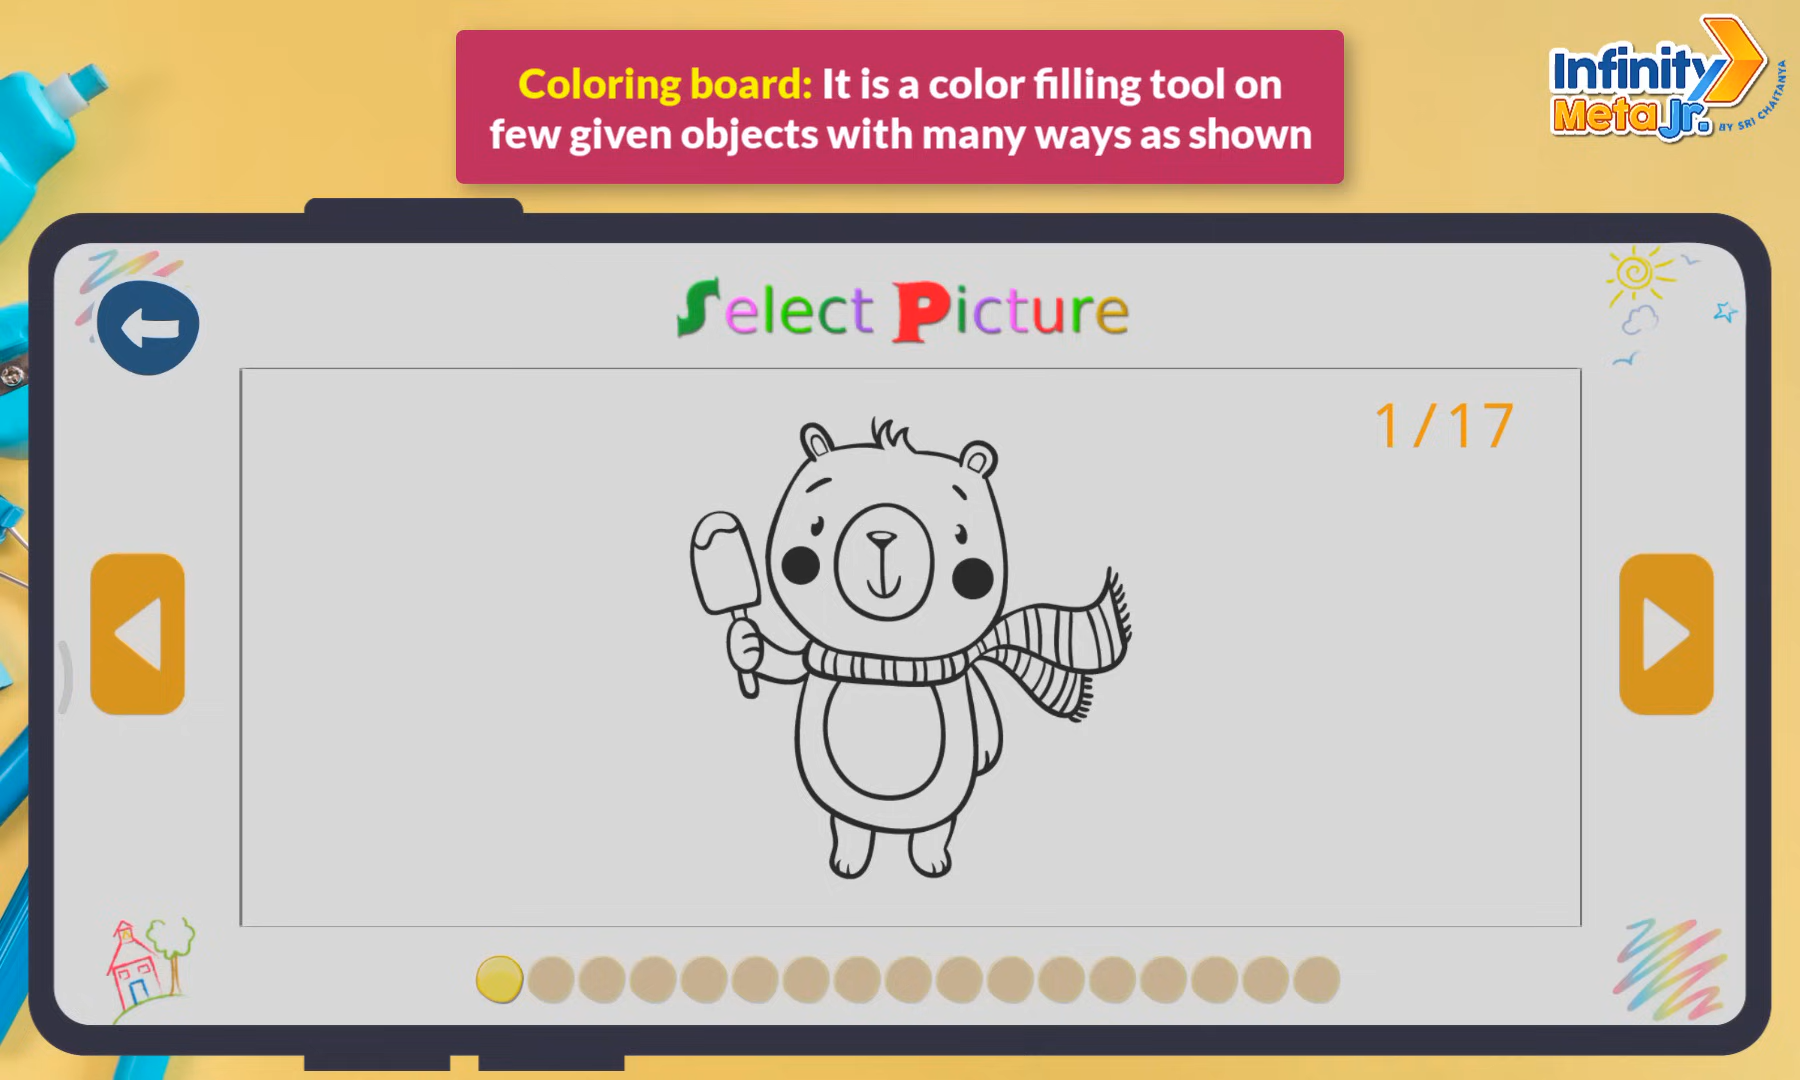 Coloring board: It is a color filling tool on
few given objects with many ways as shown
Infinity
Meta Jr.
BY SRI CHAITANYA
Select Picture
1/17